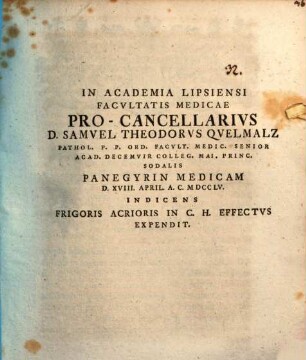 IN ACADEMIA LIPSIENSI
FACVLTATIS MEDICAE
PRO-CANCELLARIVS
D. SAMVEL THEODORVS QVELMALZ
PATHOL. P. P. ORD. FACVLT. MEDIC. SENIOR
ACAD. DECEMVIR COLLEG. MAI. PRINC.
SODALIS
PANEGYRIN MEDICAM
D. XVIII. APRIL. A. C. MDCCLV.
INDICENS
FRIGORIS ACRIORIS IN C. H. EFFECTVS
EXPENDIT.